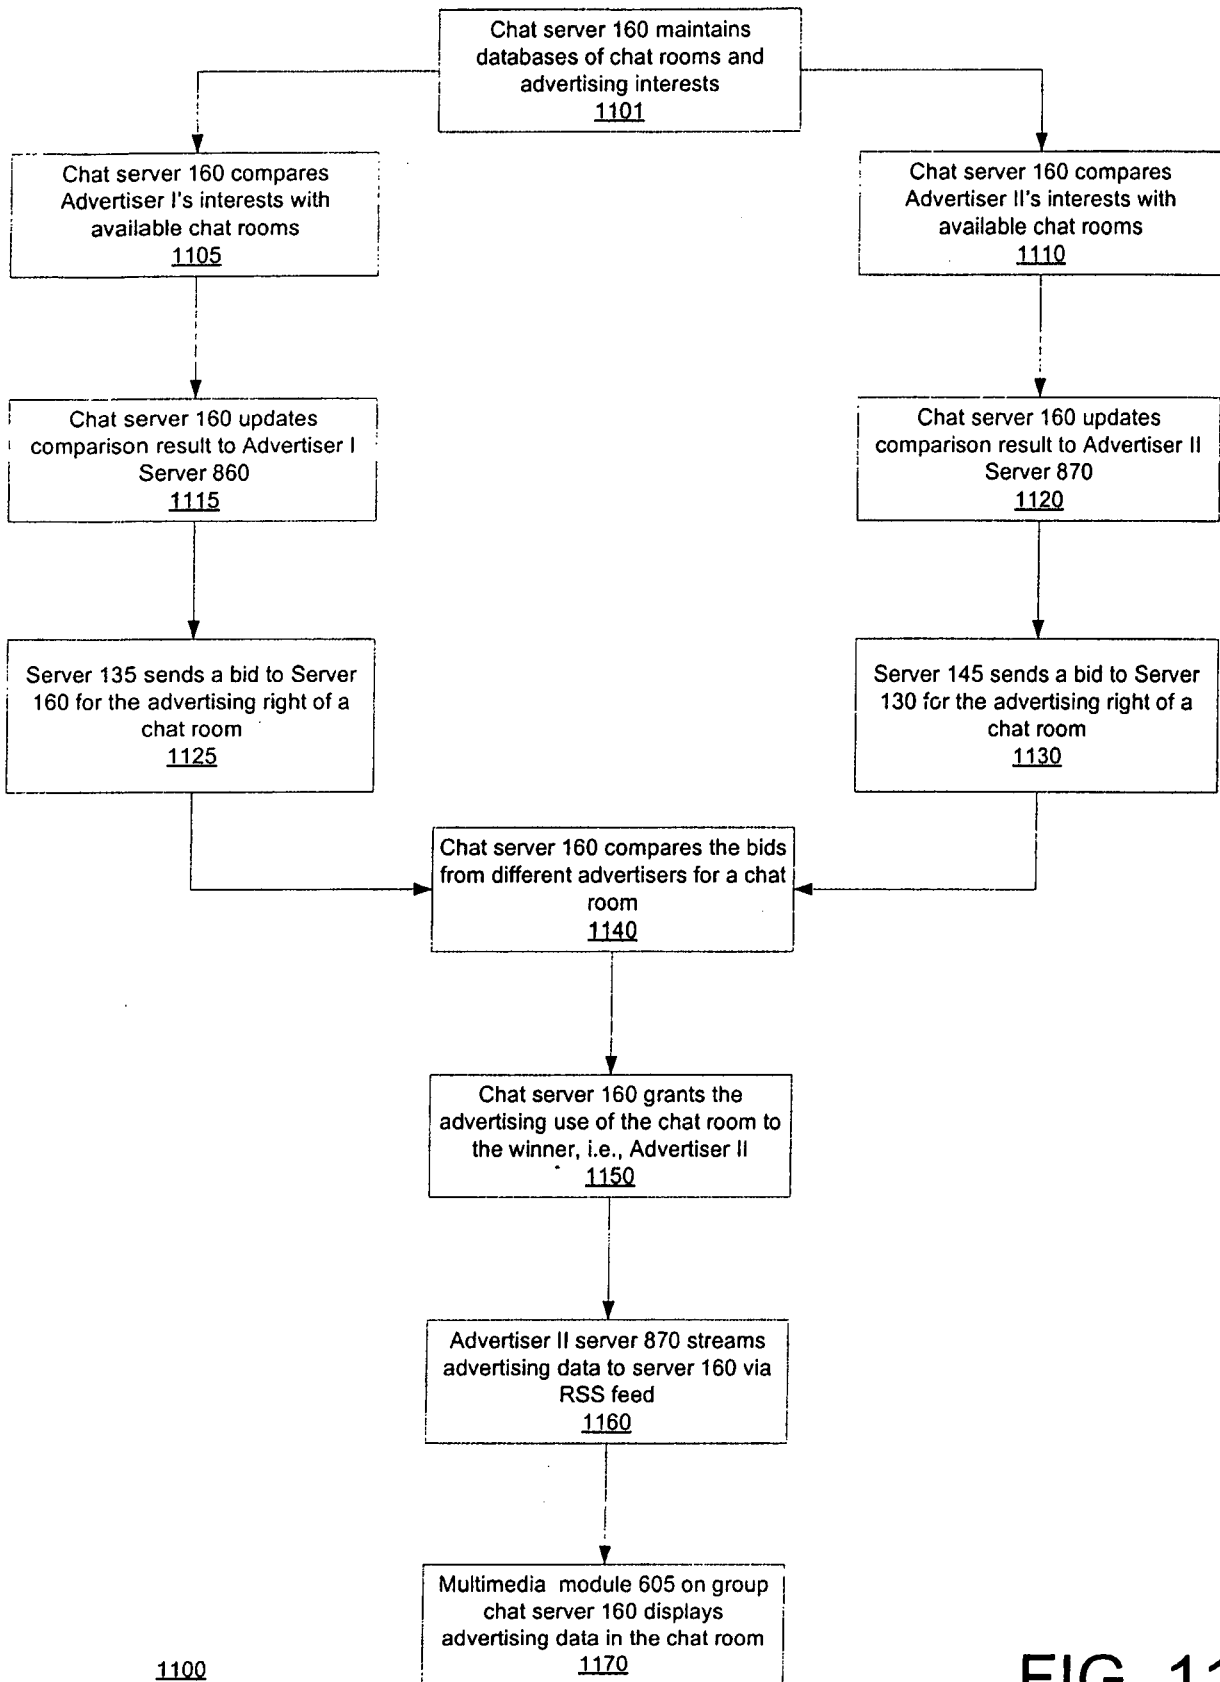 Chat server 160 maintains
databases of chat rooms and
advertising interests
1101
Chat server 160 compares
Advertiser I's interests with
available chat rooms
1105
Chat server 160 compares
Advertiser II's interests with
available chat rooms
1110
Chat server 160 updates
comparison result to Advertiser I
Server 860
1115
Chat server 160 updates
comparison result to Advertiser II
Server 870
1120
Server 135 sends a bid to Server
160 for the advertising right of a
chat room
1125
Server 145 sends a bid to Server
130 for the advertising right of a
chat room
1130
Chat server 160 compares the bids
from different advertisers for a chat
room
1140
Chat server 160 grants the
advertising use of the chat room to
the winner, i.e., Advertiser II
1150
Advertiser II server 870 streams
advertising data to server 160 via
RSS feed
1160
Multimedia module 605 on group
chat server 160 displays
advertising data in the chat room
1170
1100
FIG. 11